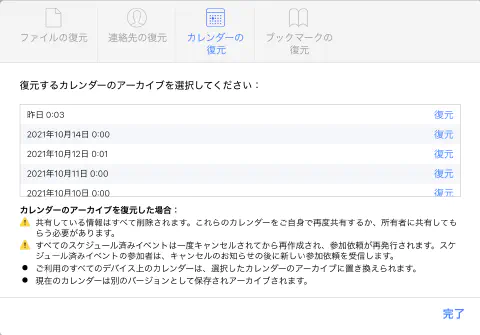 ファイルの復元
連絡先の復元
カレンダーの
復元
ブックマークの
復元
復元するカレンダーのアーカイブを選択してください：
昨日 0:03 復元
2021年10月14日 0:00 復元
2021年10月12日 0:01 復元
2021年10月11日 0:00 復元
2021年10月10日 0:00 復元
カレンダーのアーカイブを復元した場合：
共有している情報はすべて削除されます。これらのカレンダーをご自身で再度共有するか、所有者に共有しても
らう必要があります。
すべてのスケジュール済みイベントは一度キャンセルされてから再作成され、参加依頼が再発行されます。スケ
ジュール済みイベントの参加者は、キャンセルのお知らせの後に新しい参加依頼を受信します。
● ご利用のすべてのデバイス上のカレンダーは、選択したカレンダーのアーカイブに置き換えられます。
● 現在のカレンダーは別のバージョンとして保存されアーカイブされます。
完了